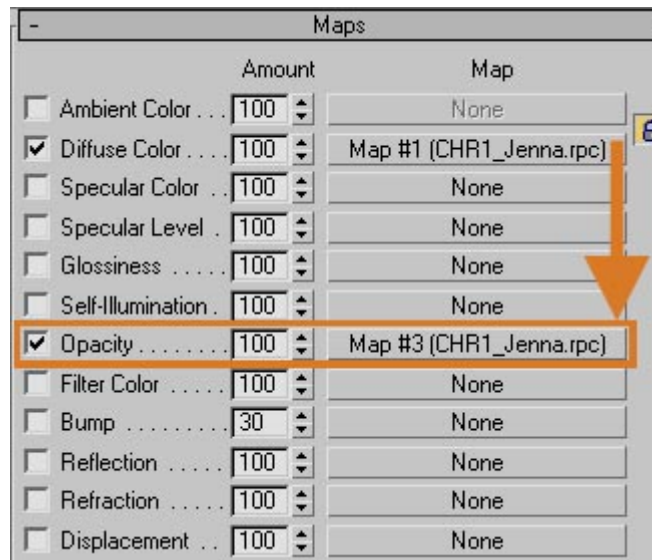 - Maps
Amount Map
Ambient Color . . . 100 None
Diffuse Color . . . . 100 Map #1 (CHR1_Jenna.rpc)
Specular Color . . 100 None
Specular Level . 100 None
Glossiness . . . . . 100 None
Self-Illumination . 100 None
Opacity . . . . . . . . 100 Map #3 (CHR1_Jenna.rpc)
Filter Color . . . . . 100 None
Bump . . . . . . . . . 30 None
Reflection . . . . . 100 None
Refraction . . . . . 100 None
Displacement . . 100 None